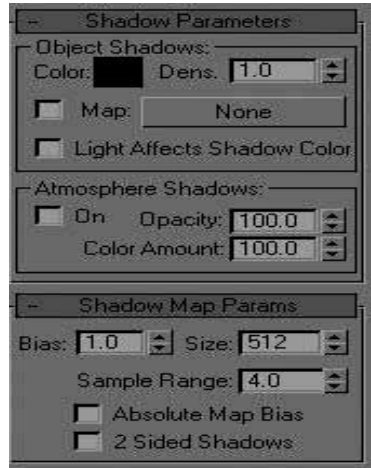 - Shadow Parameters
Object Shadows:
Color: Dens. 1.0
Map: None
Light Affects Shadow Color
Atmosphere Shadows:
On Opacity: 100.0
Color Amount: 100.0
- Shadow Map Params
Bias: 1.0 Size: 512
Sample Range: 4.0
Absolute Map Bias
2 Sided Shadows